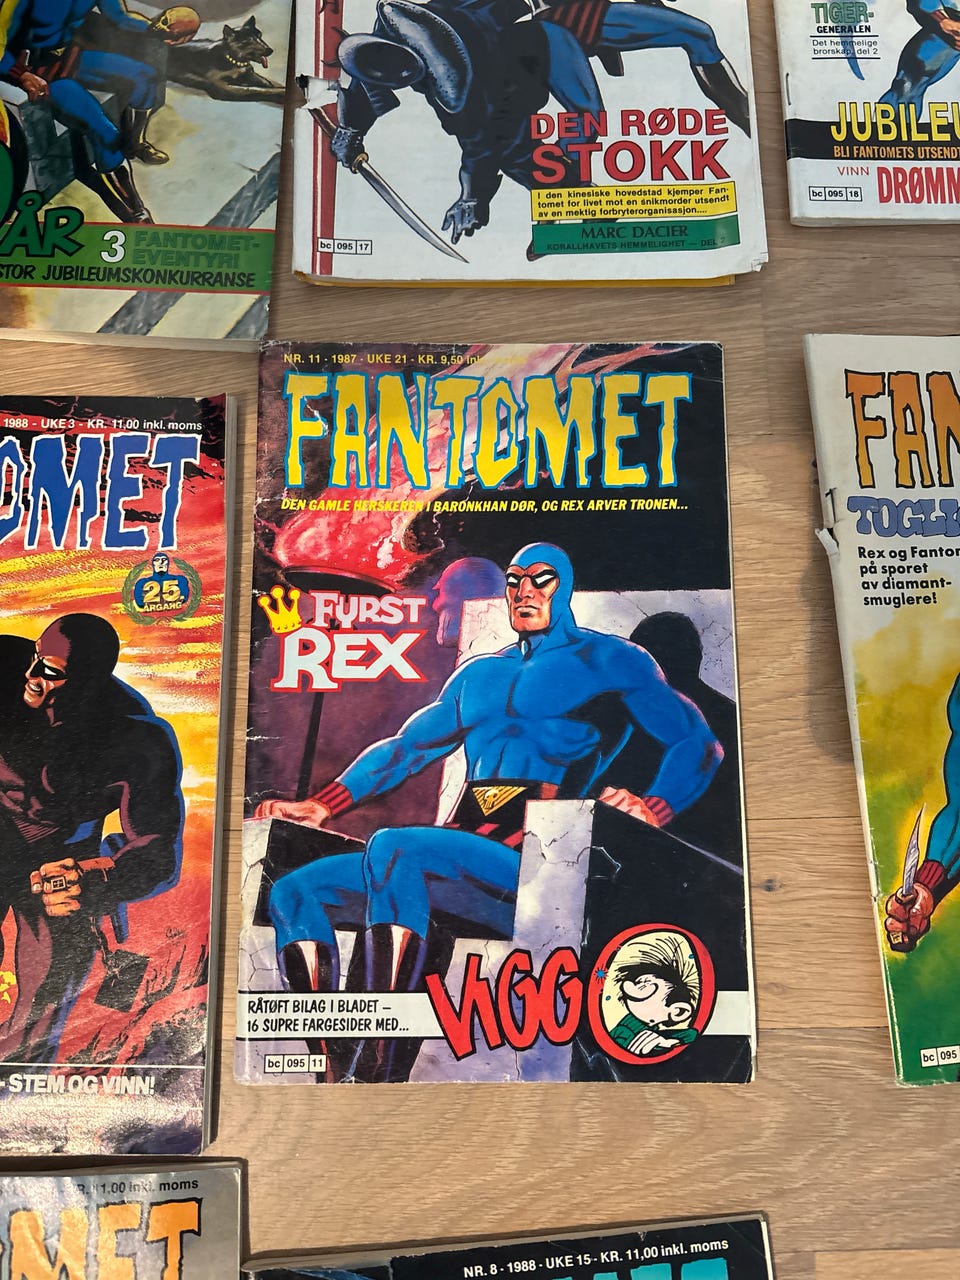 ÅR
3 FANTOMET-
EVENTYR!
STOR JUBILEUMSKONKURRANSE
DEN RØDE
STOKK
I den kinesiske hovedstad kjemper Fan-
tomet for livet mot en snikmorder utsendt
av en mektig forbryterorganisasjon....
MARC DACIER
KORALLHAVETS HEMMELIGHET — DEL 2
bc 095 17
TIGER-
GENERALEN
Det hemmelige
brorskap, del 2
JUBILEU
BLI FANTOMETS UTSENDT
VINN DRØMM
bc 095 18
1988 - UKE 3 - KR. 11,00 inkl. moms
OMET
25.
ÅRGANG
- STEM OG VINN!
NR. 11 - 1987 - UKE 21 - KR. 9,50 inkl.
FANTOMET
DEN GAMLE HERSKEREN I BARONKHAN DØR, OG REX ARVER TRONEN...
FYRST
REX
RÅTØFT BILAG I BLADET –
16 SUPRE FARGESIDER MED...
VIGGO
bc 095 11
FAN
TOGL
Rex og Fantom
på sporet
av diamant-
smuglere!
bc 095
R. 11,00 inkl. moms
OMET
NR. 8 - 1988 - UKE 15 - KR. 11,00 inkl. moms